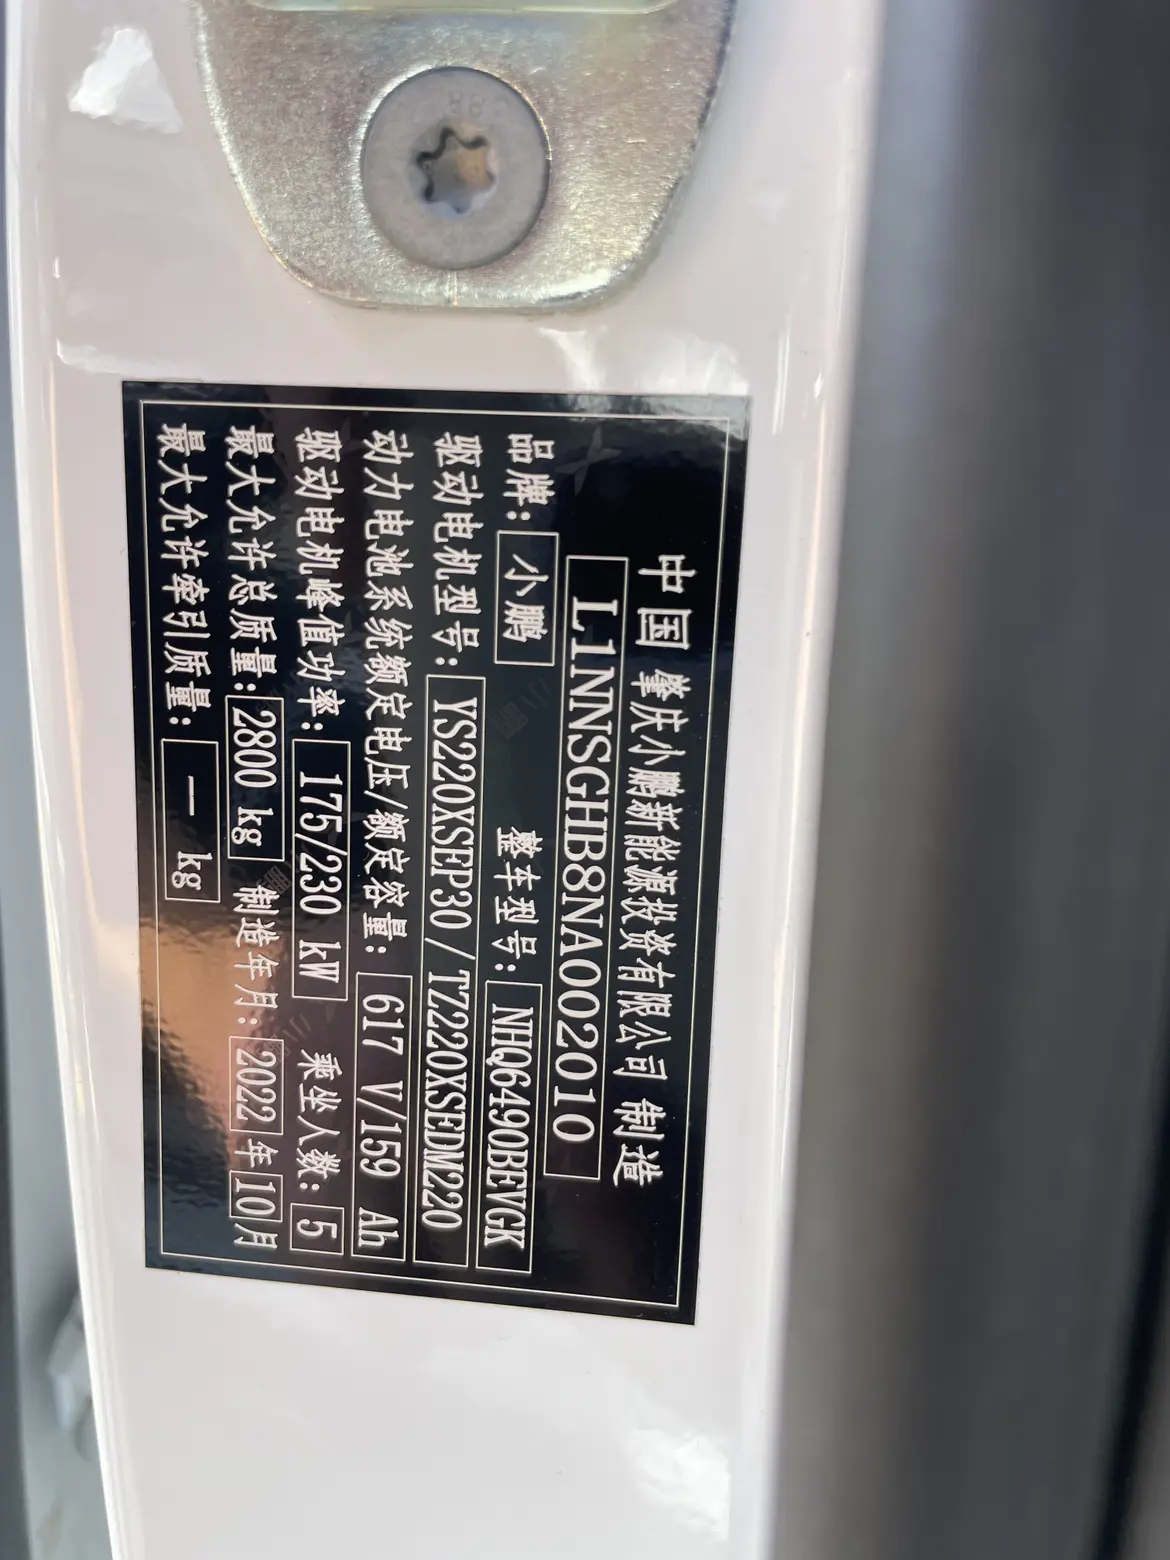 中国 肇庆小鹏新能源投资有限公司 制造
L1NNSGHB8NA002010
品牌: 小鹏 整车型号: NHQ6490BEVGK
驱动电机型号: YS220XSEP30 / TZ220XSEDM220
动力电池系统额定电压/额定容量: 617 V/159 Ah
驱动电机峰值功率: 175/230 kW 乘坐人数: 5
最大允许总质量: 2800 kg 制造年月: 2022 年 10 月
最大允许牵引质量: — kg